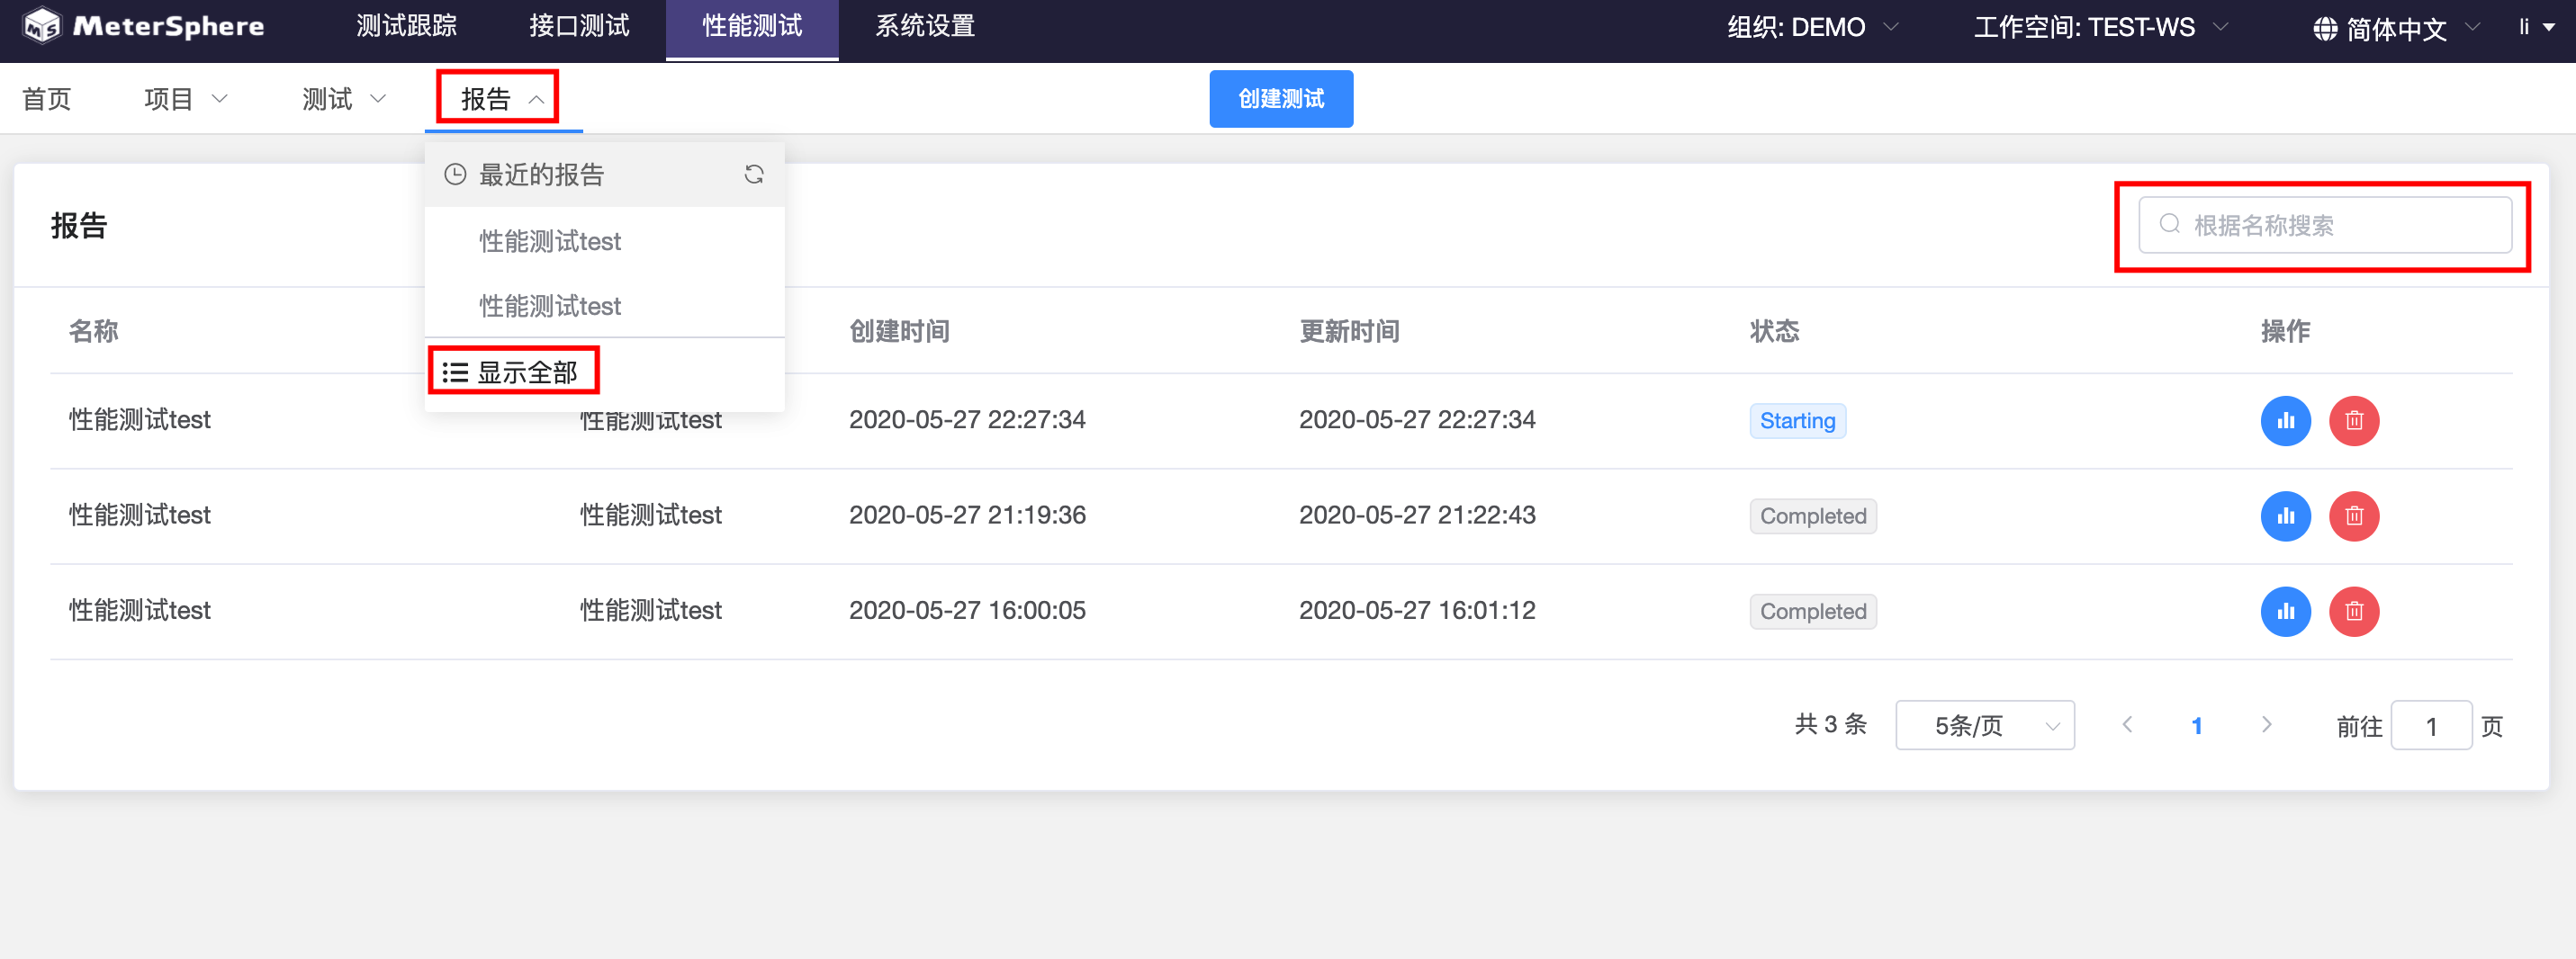 MS MeterSphere 测试跟踪 接口测试 性能测试 系统设置 组织: DEMO 工作空间: TEST-WS 简体中文 li
首页 项目 测试 报告 创建测试
最近的报告
性能测试test
性能测试test
显示全部
报告 根据名称搜索
名称 创建时间 更新时间 状态 操作
性能测试test 性能测试test 2020-05-27 22:27:34 2020-05-27 22:27:34 Starting
性能测试test 性能测试test 2020-05-27 21:19:36 2020-05-27 21:22:43 Completed
性能测试test 性能测试test 2020-05-27 16:00:05 2020-05-27 16:01:12 Completed
共 3 条 5条/页 1 前往 1 页